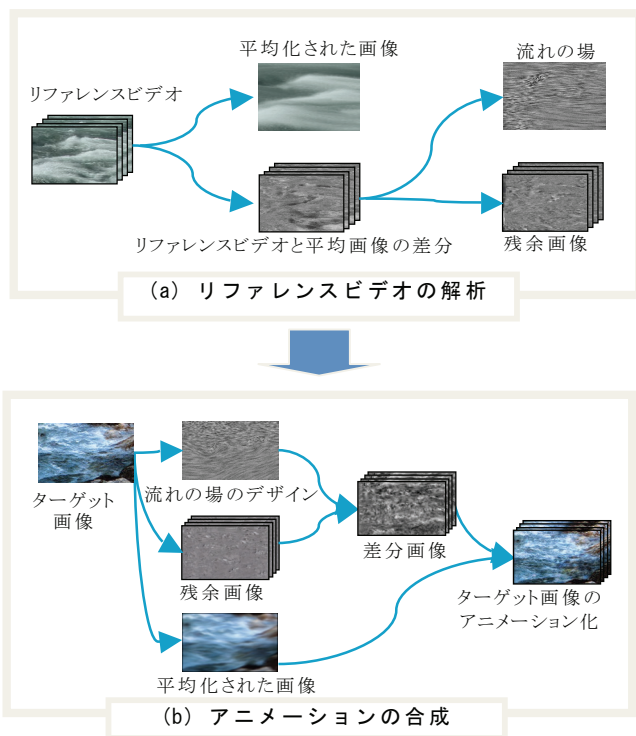 平均化された画像
流れの場
リファレンスビデオ
リファレンスビデオと平均画像の差分
残余画像
(a) リファレンスビデオの解析
ターゲット
画像
流れの場のデザイン
差分画像
残余画像
ターゲット画像の
アニメーション化
平均化された画像
(b) アニメーションの合成